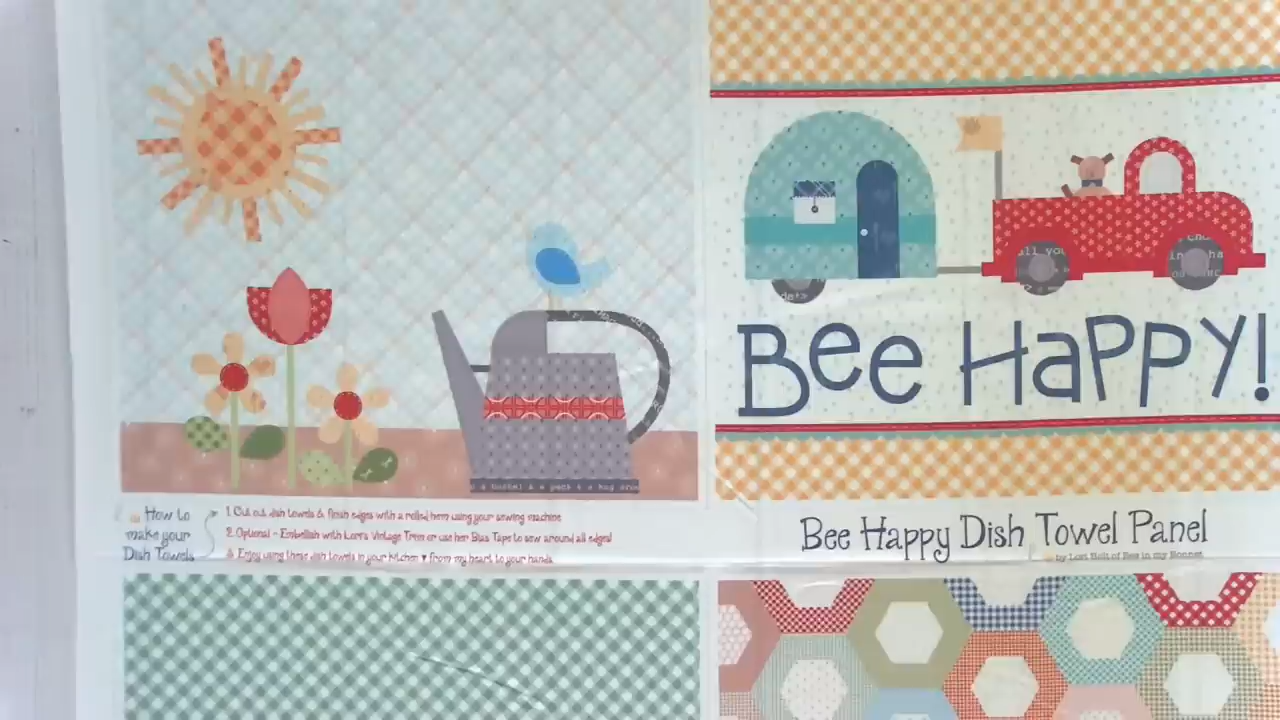 Bee Happy!
How to
make your
Dish Towels
1. Cut out dish towels & finish edges with a rolled hem using your sewing machine
2. Optional - Embellish with Lori's Vintage Trim or use her Bias Tape to sew around all edges!
3. Enjoy using these dish towels in your kitchen ♥ from my heart to your hands
Bee Happy Dish Towel Panel
by Lori Holt of Bee in my Bonnet